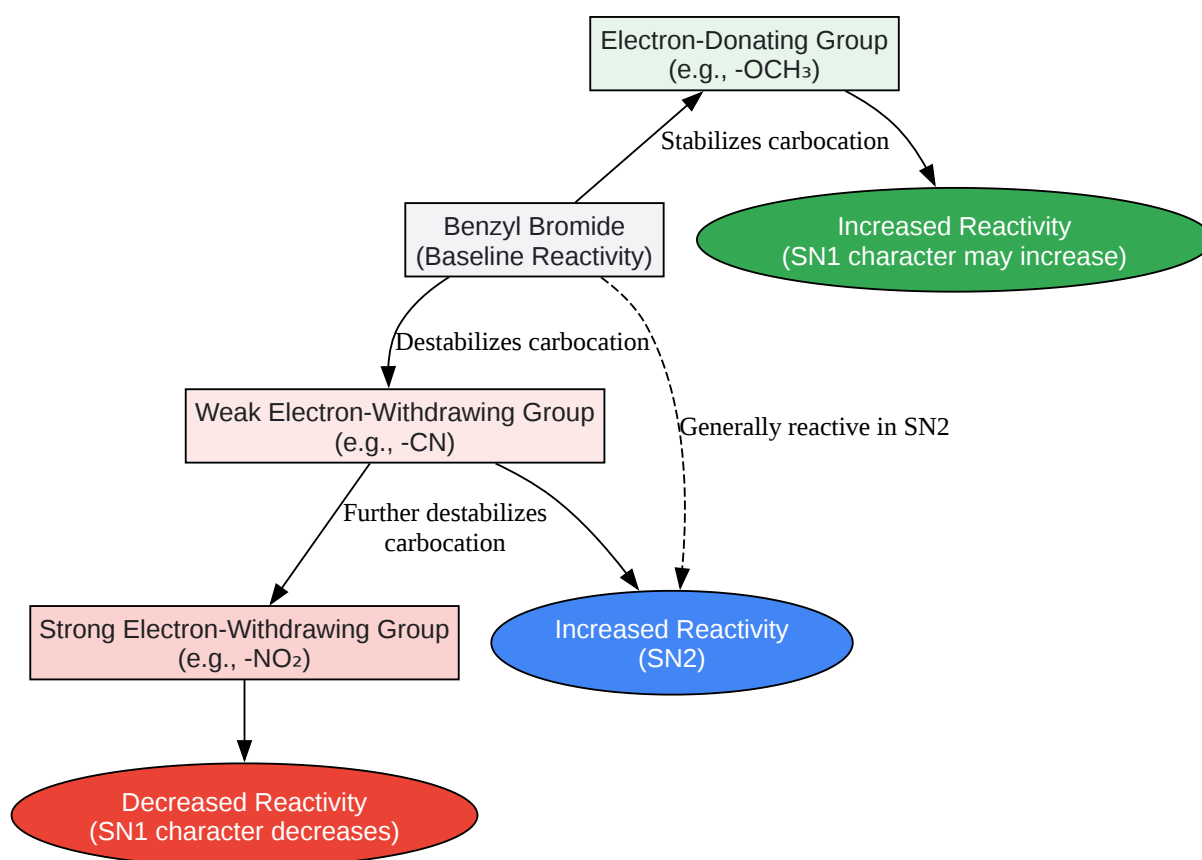 Electron-Donating Group
(e.g., -OCH₃)
Stabilizes carbocation
Benzyl Bromide
(Baseline Reactivity)
Increased Reactivity
(SN1 character may increase)
Destabilizes carbocation
Weak Electron-Withdrawing Group
(e.g., -CN)
Generally reactive in SN2
Further destabilizes
carbocation
Strong Electron-Withdrawing Group
(e.g., -NO₂)
Increased Reactivity
(SN2)
Decreased Reactivity
(SN1 character decreases)